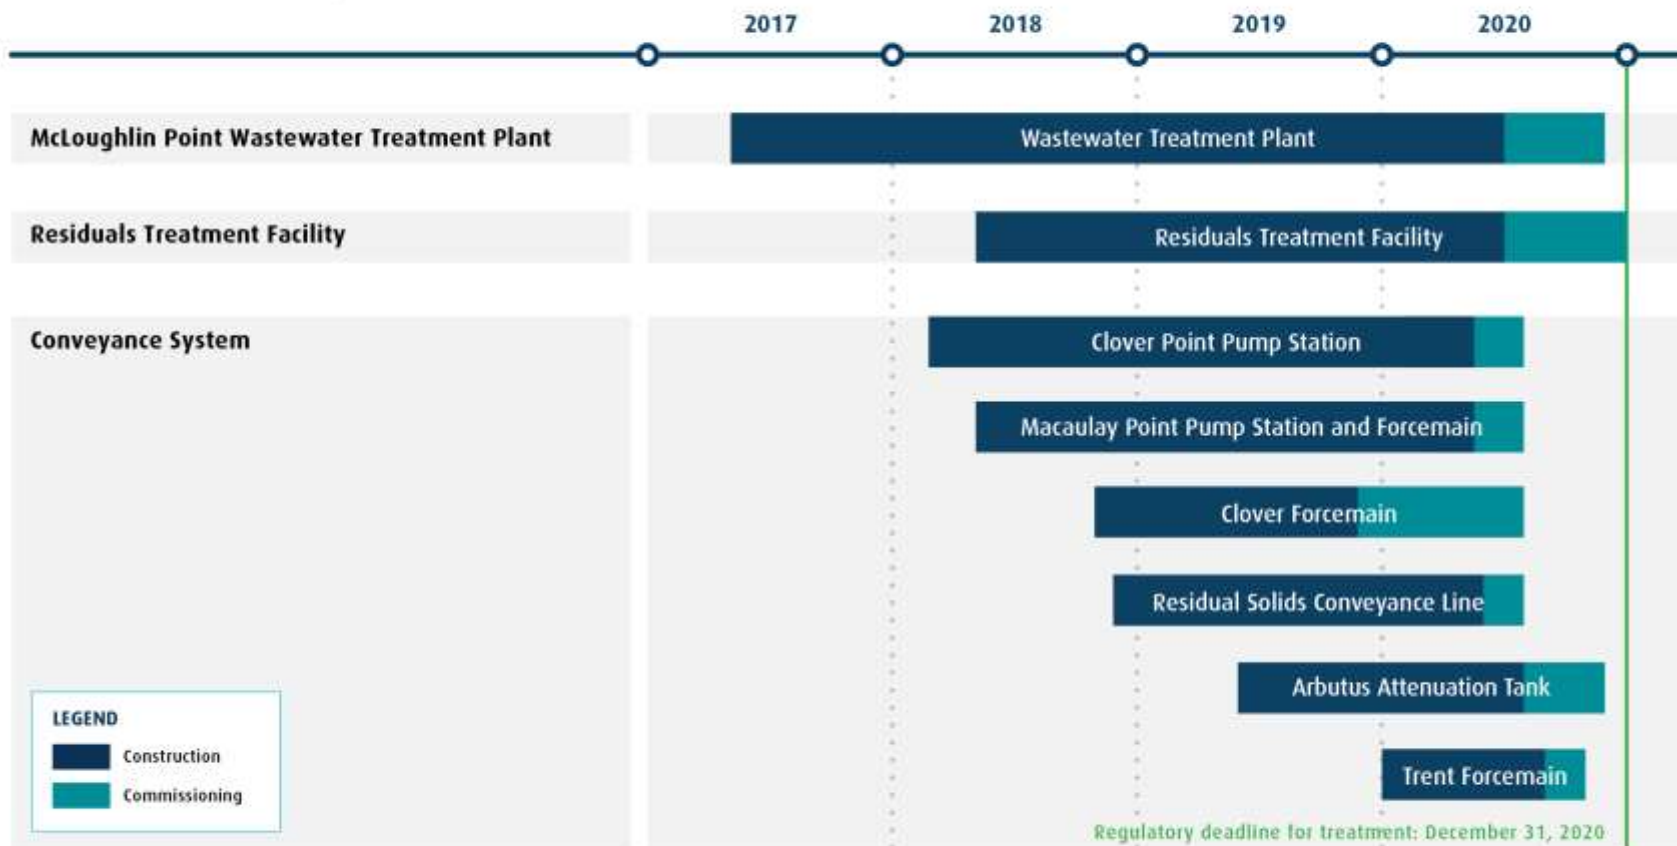 2017 2018 2019 2020
McLoughlin Point Wastewater Treatment Plant
Wastewater Treatment Plant
Residuals Treatment Facility
Residuals Treatment Facility
Conveyance System
Clover Point Pump Station
Macaulay Point Pump Station and Forcemain
Clover Forcemain
Residual Solids Conveyance Line
Arbutus Attenuation Tank
Trent Forcemain
LEGEND
Construction
Commissioning
Regulatory deadline for treatment: December 31, 2020